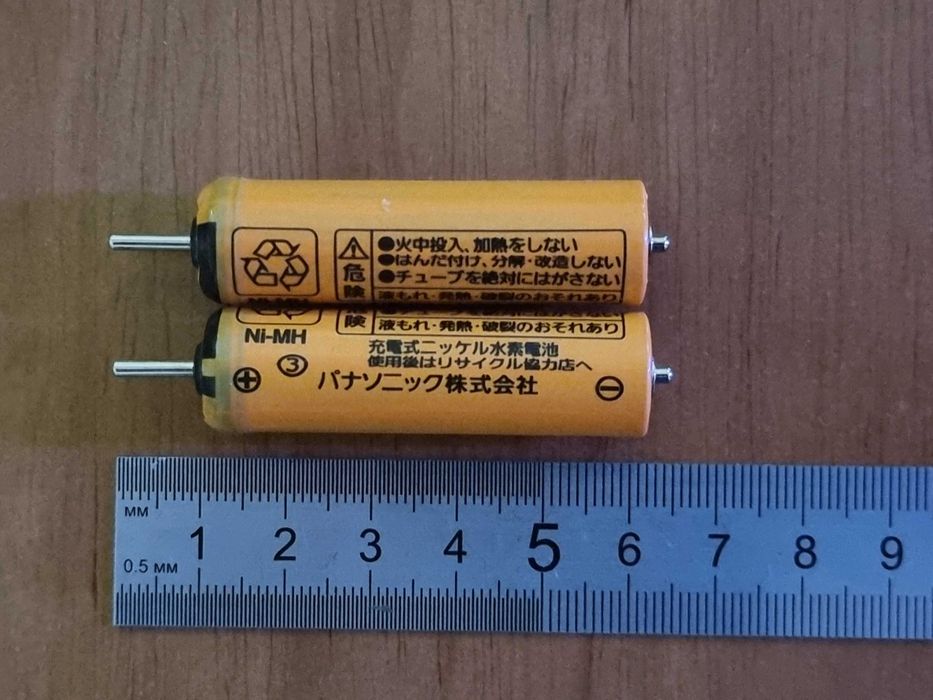 ●火中投入、加熱をしない
●はんだ付け、分解・改造しない
●チューブを絶対にはがさない
危険
液もれ・発熱・破裂のおそれあり
険
液もれ・発熱・破裂のおそれあり
Ni-MH
充電式ニッケル水素電池
使用後はリサイクル協力店へ
③
⊕ パナソニック株式会社 ⊖
мм
1 2 3 4 5 6 7 8 9
0.5 мм